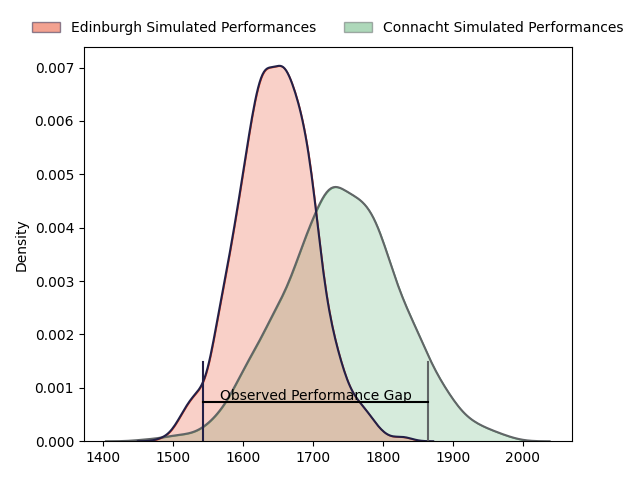 Edinburgh Simulated Performances
Connacht Simulated Performances
Density
0.007
0.006
0.005
0.004
0.003
0.002
0.001
0.000
Observed Performance Gap
1400 1500 1600 1700 1800 1900 2000